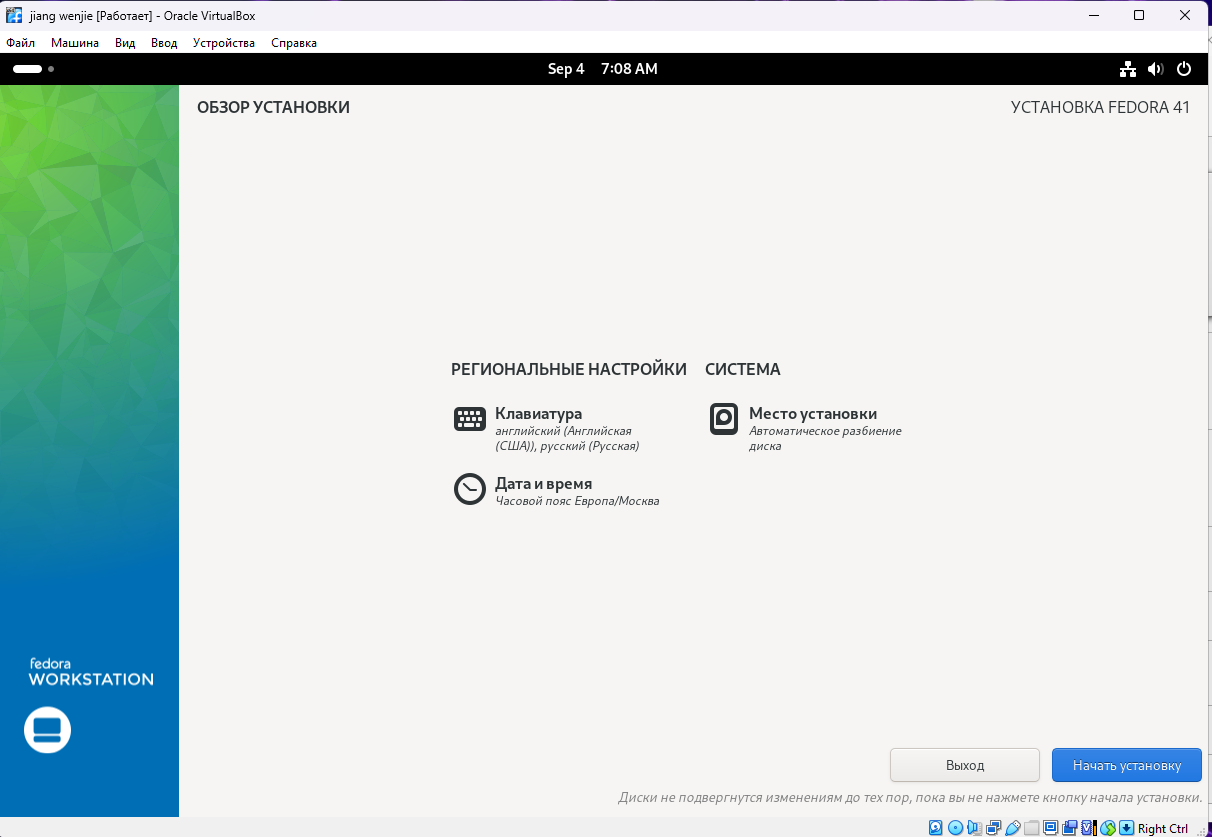 jiang wenjie [Работает] - Oracle VirtualBox
Файл Машина Вид Ввод Устройства Справка
Sep 4 7:08 AM
ОБЗОР УСТАНОВКИ
УСТАНОВКА FEDORA 41
РЕГИОНАЛЬНЫЕ НАСТРОЙКИ
Клавиатура
английский (Английская
(США)), русский (Русская)
Дата и время
Часовой пояс Европа/Москва
СИСТЕМА
Место установки
Автоматическое разбиение
диска
fedora
WORKSTATION
Выход
Начать установку
Диски не подвергнутся изменениям до тех пор, пока вы не нажмете кнопку начала установки.
Right Ctrl